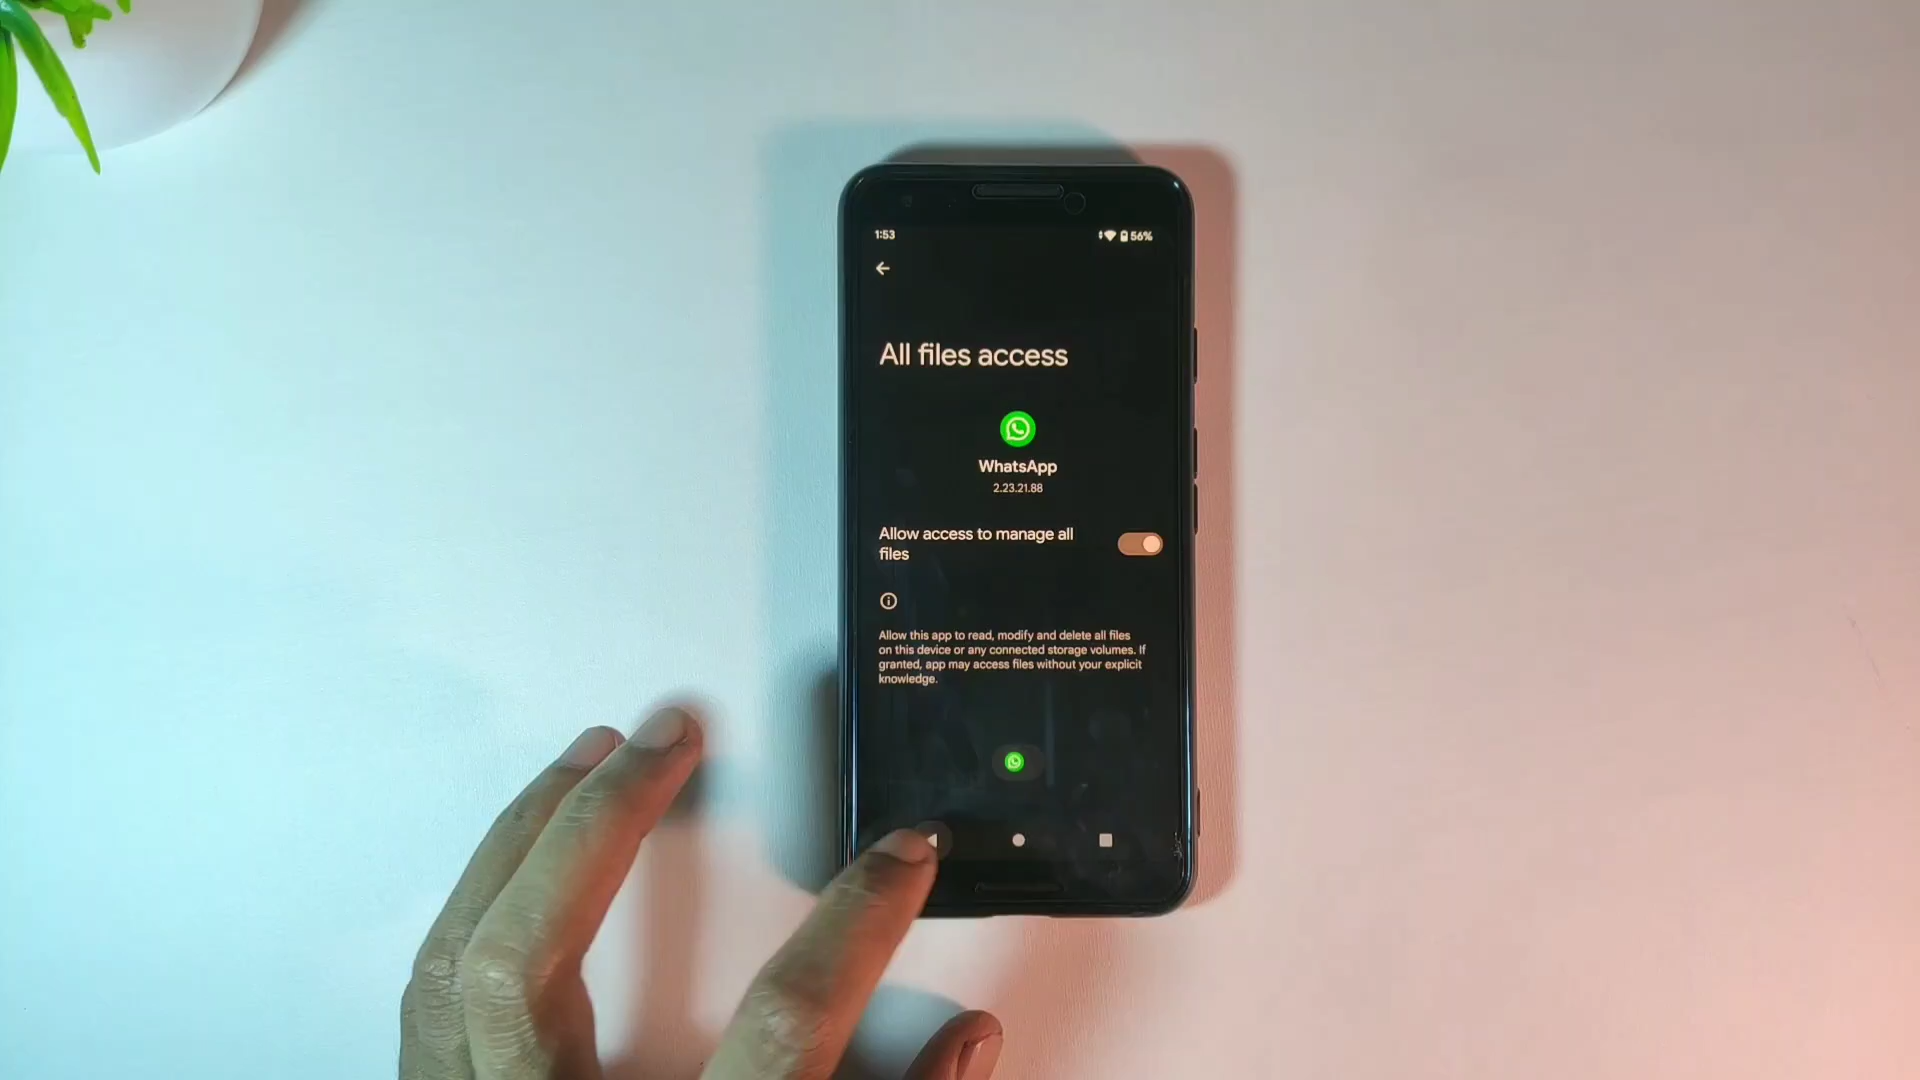 1:53
56%
All files access
WhatsApp
2.23.21.88
Allow access to manage all
files
Allow this app to read, modify and delete all files
on this device or any connected storage volumes. If
granted, app may access files without your explicit
knowledge.